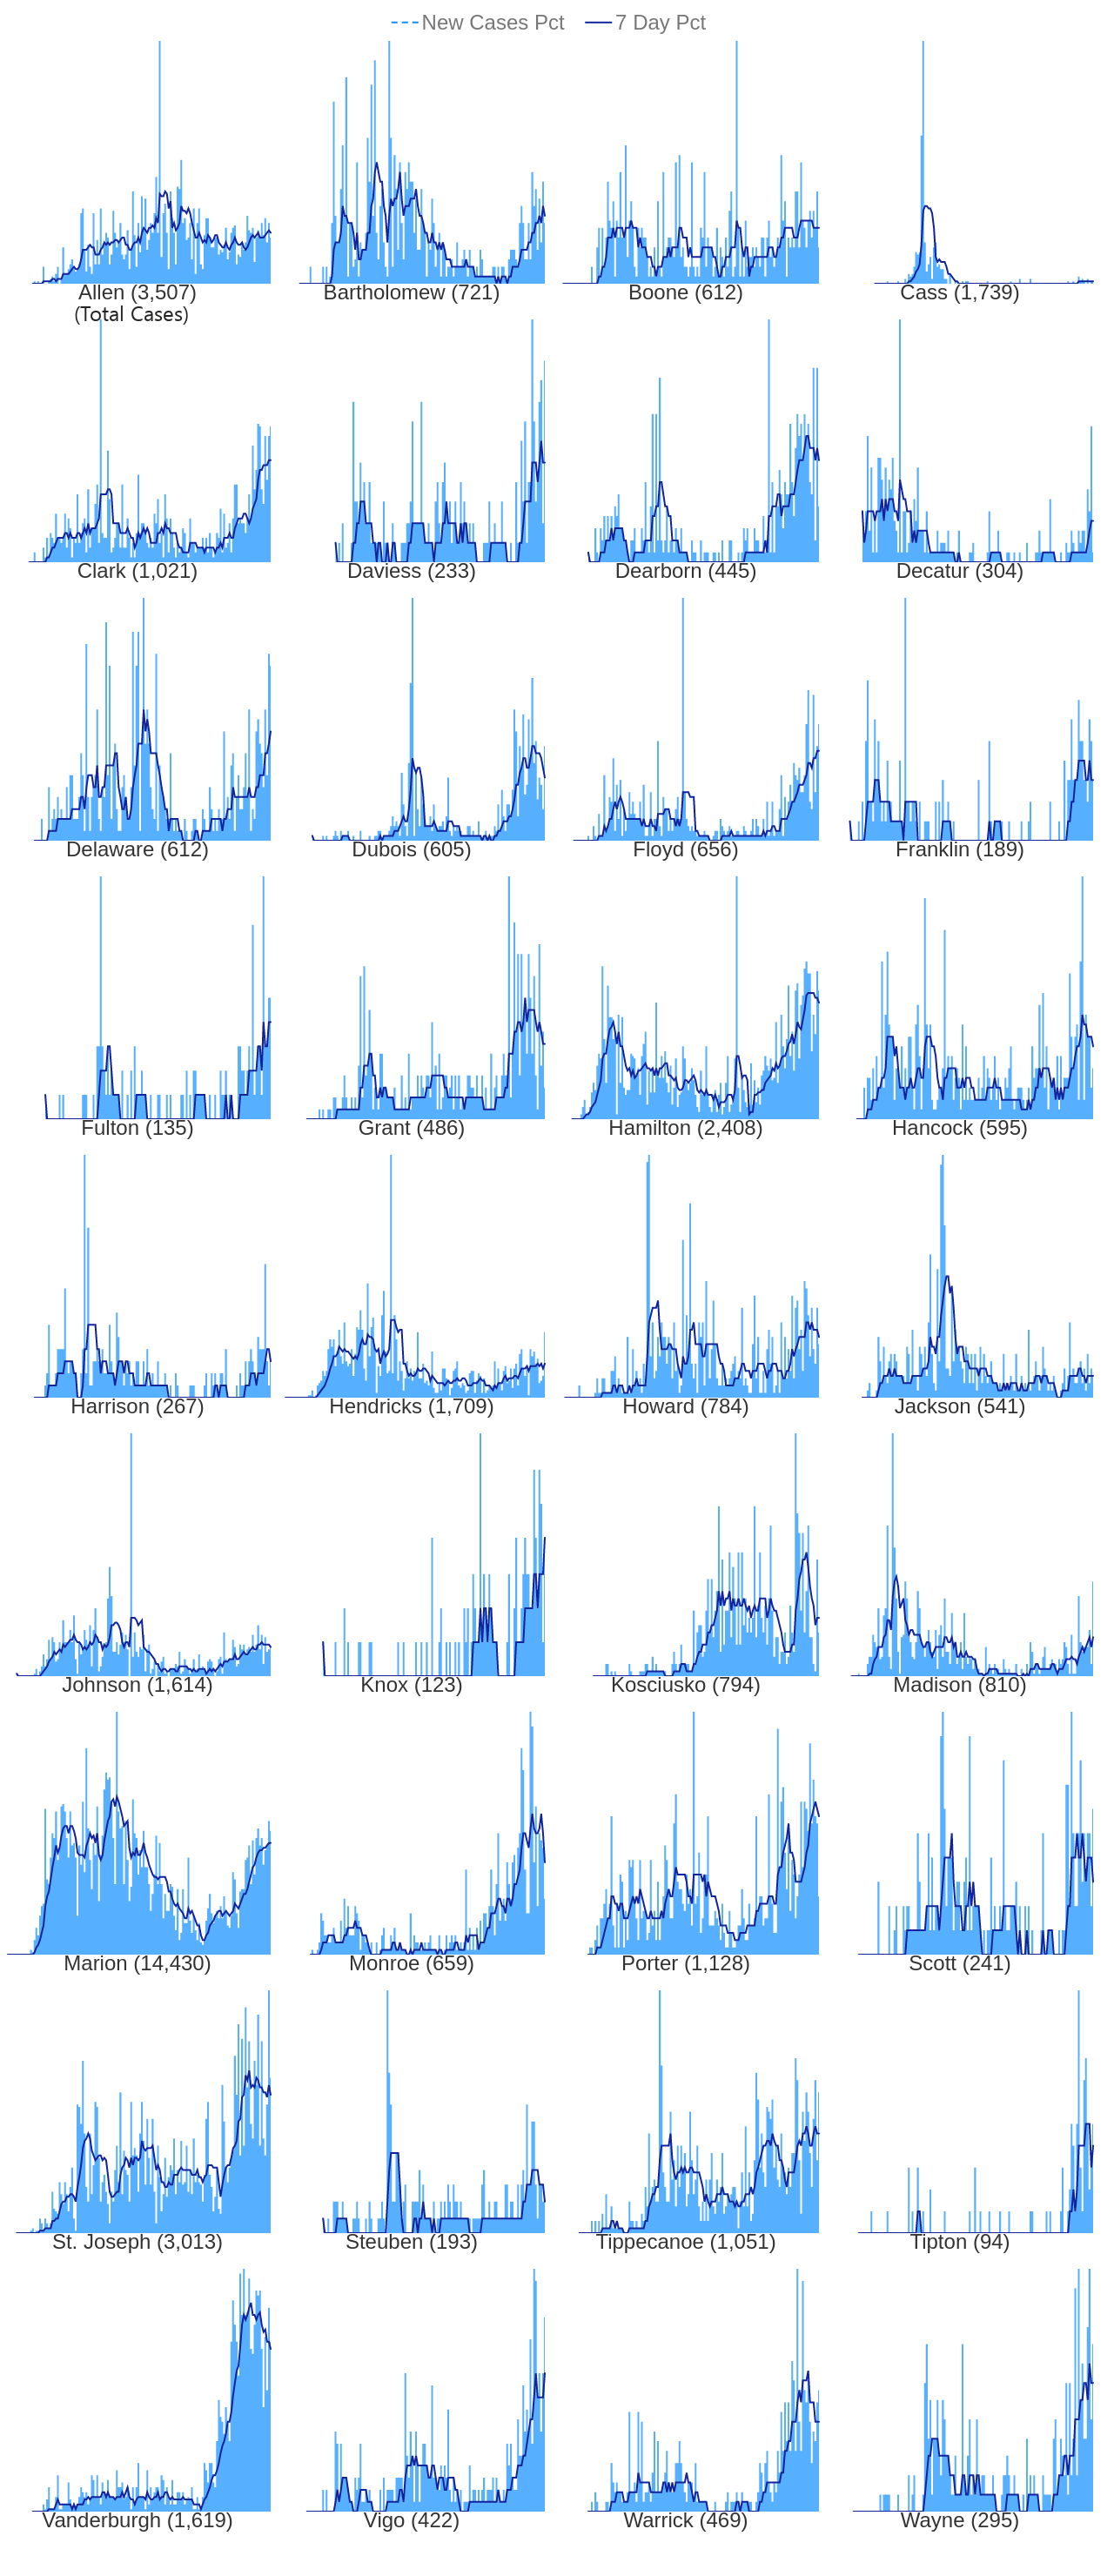 New Cases Pct 7 Day Pct
Allen (3,507) Bartholomew (721) Boone (612) Cass (1,739)
(Total Cases)
Clark (1,021) Daviess (233) Dearborn (445) Decatur (304)
Delaware (612) Dubois (605) Floyd (656) Franklin (189)
Fulton (135) Grant (486) Hamilton (2,408) Hancock (595)
Harrison (267) Hendricks (1,709) Howard (784) Jackson (541)
Johnson (1,614) Knox (123) Kosciusko (794) Madison (810)
Marion (14,430) Monroe (659) Porter (1,128) Scott (241)
St. Joseph (3,013) Steuben (193) Tippecanoe (1,051) Tipton (94)
Vanderburgh (1,619) Vigo (422) Warrick (469) Wayne (295)